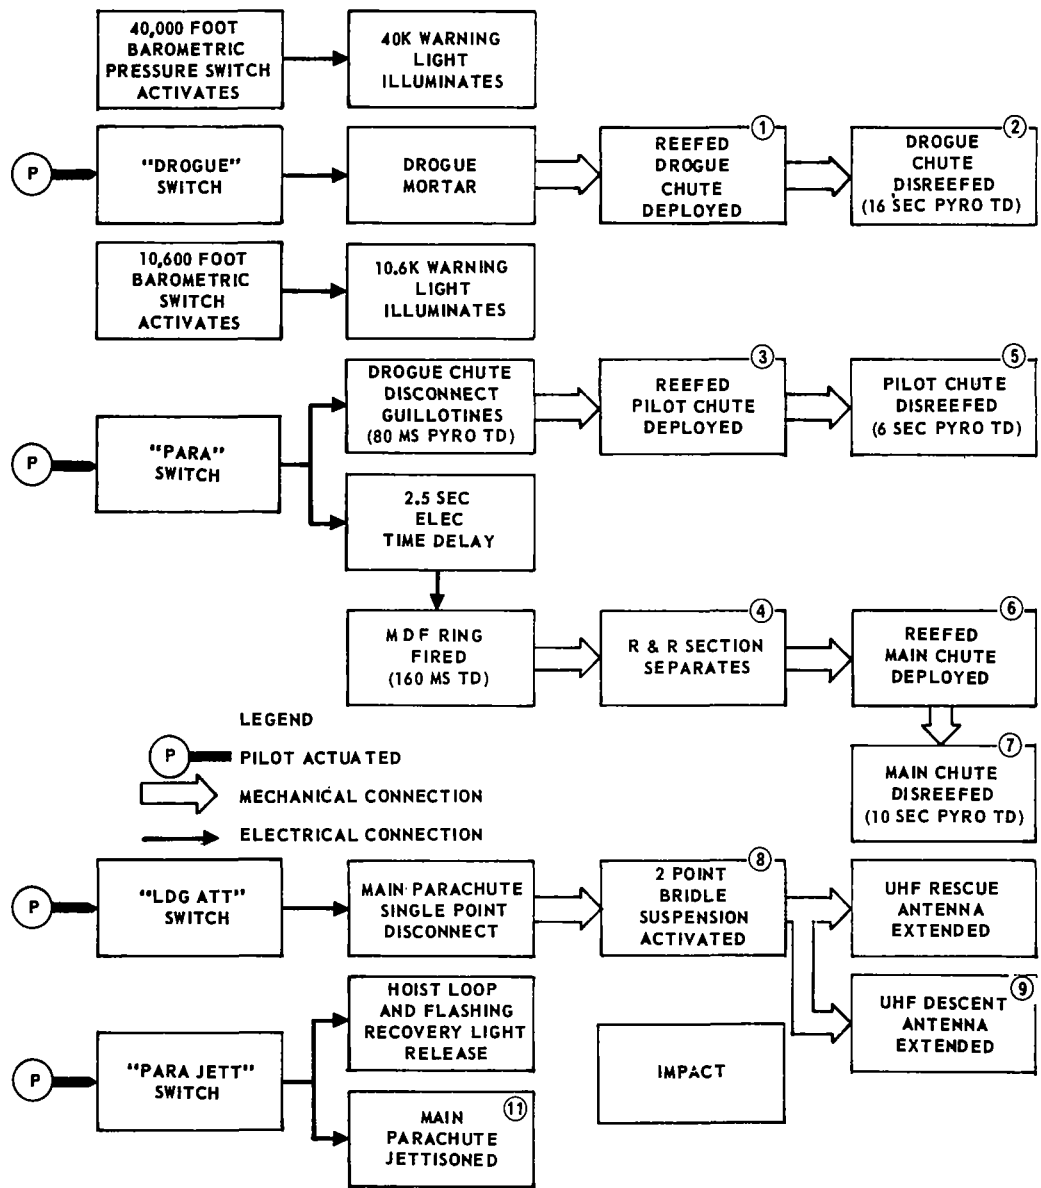 40,000 FOOT
BAROMETRIC
PRESSURE SWITCH
ACTIVATES
40K WARNING
LIGHT
ILLUMINATES
P
"DROGUE"
SWITCH
DROGUE
MORTAR
1
REEFED
DROGUE
CHUTE
DEPLOYED
2
DROGUE
CHUTE
DISREEFED
(16 SEC PYRO TD)
10,600 FOOT
BAROMETRIC
SWITCH
ACTIVATES
10.6K WARNING
LIGHT
ILLUMINATES
P
"PARA"
SWITCH
DROGUE CHUTE
DISCONNECT
GUILLOTINES
(80 MS PYRO TD)
3
REEFED
PILOT CHUTE
DEPLOYED
5
PILOT CHUTE
DISREEFED
(6 SEC PYRO TD)
2.5 SEC
ELEC
TIME DELAY
MDF RING
FIRED
(160 MS TD)
4
R & R SECTION
SEPARATES
6
REEFED
MAIN CHUTE
DEPLOYED
7
MAIN CHUTE
DISREEFED
(10 SEC PYRO TD)
LEGEND
P
PILOT ACTUATED
MECHANICAL CONNECTION
ELECTRICAL CONNECTION
P
"LDG ATT"
SWITCH
MAIN PARACHUTE
SINGLE POINT
DISCONNECT
8
2 POINT
BRIDLE
SUSPENSION
ACTIVATED
UHF RESCUE
ANTENNA
EXTENDED
9
UHF DESCENT
ANTENNA
EXTENDED
P
"PARA JETT"
SWITCH
HOIST LOOP
AND FLASHING
RECOVERY LIGHT
RELEASE
11
MAIN
PARACHUTE
JETTISONED
IMPACT